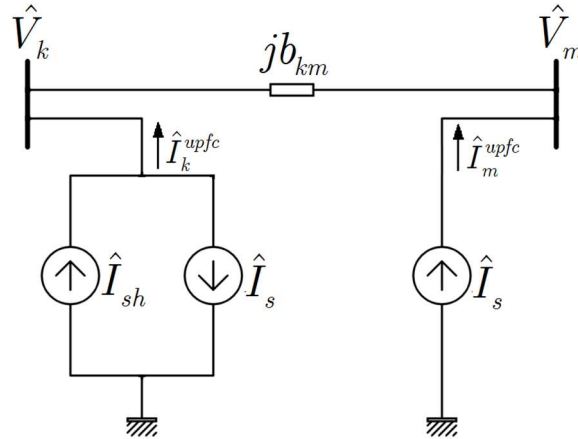 V̂_k
V̂_m
jb_km
Î_k^upfc
Î_m^upfc
Î_sh
Î_s
Î_s